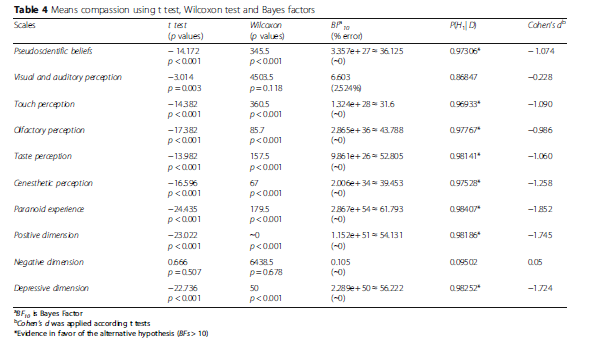 Table 4 Means compassion using t test, Wilcoxon test and Bayes factors
Scales t test Wilcoxon BFᵃ₁₀ P(H₁|D) Cohen's dᵇ
(p values) (p values) (% error)
Pseudoscientific beliefs −14.172 345.5 3.357e+27≃36.125 0.97306* −1.074
p<0.001 p<0.001 (~0)
Visual and auditory perception −3.014 4503.5 6.603 0.86847 −0.228
p=0.003 p=0.118 (2.524%)
Touch perception −14.382 360.5 1.324e+28≃31.6 0.96933* −1.090
p<0.001 p<0.001 (~0)
Olfactory perception −17.382 85.7 2.865e+36≃43.788 0.97767* −0.986
p<0.001 p<0.001 (~0)
Taste perception −13.982 157.5 9.861e+26≃52.805 0.98141* −1.060
p<0.001 p<0.001 (~0)
Cenesthetic perception −16.596 67 2.006e+34≃39.453 0.97528* −1.258
p<0.001 p<0.001 (~0)
Paranoid experience −24.435 179.5 2.867e+54≃61.793 0.98407* −1.852
p<0.001 p<0.001 (~0)
Positive dimension −23.022 ~0 1.152e+51≃54.131 0.98186* −1.745
p<0.001 p<0.001 (~0)
Negative dimension 0.666 6438.5 0.105 0.09502 0.05
p=0.507 p=0.678 (~0)
Depressive dimension −22.736 50 2.289e+50≃56.222 0.98252* −1.724
p<0.001 p<0.001 (~0)
ᵃBF₁₀ is Bayes Factor
ᵇCohen's d was applied according t tests
*Evidence in favor of the alternative hypothesis (BFs> 10)